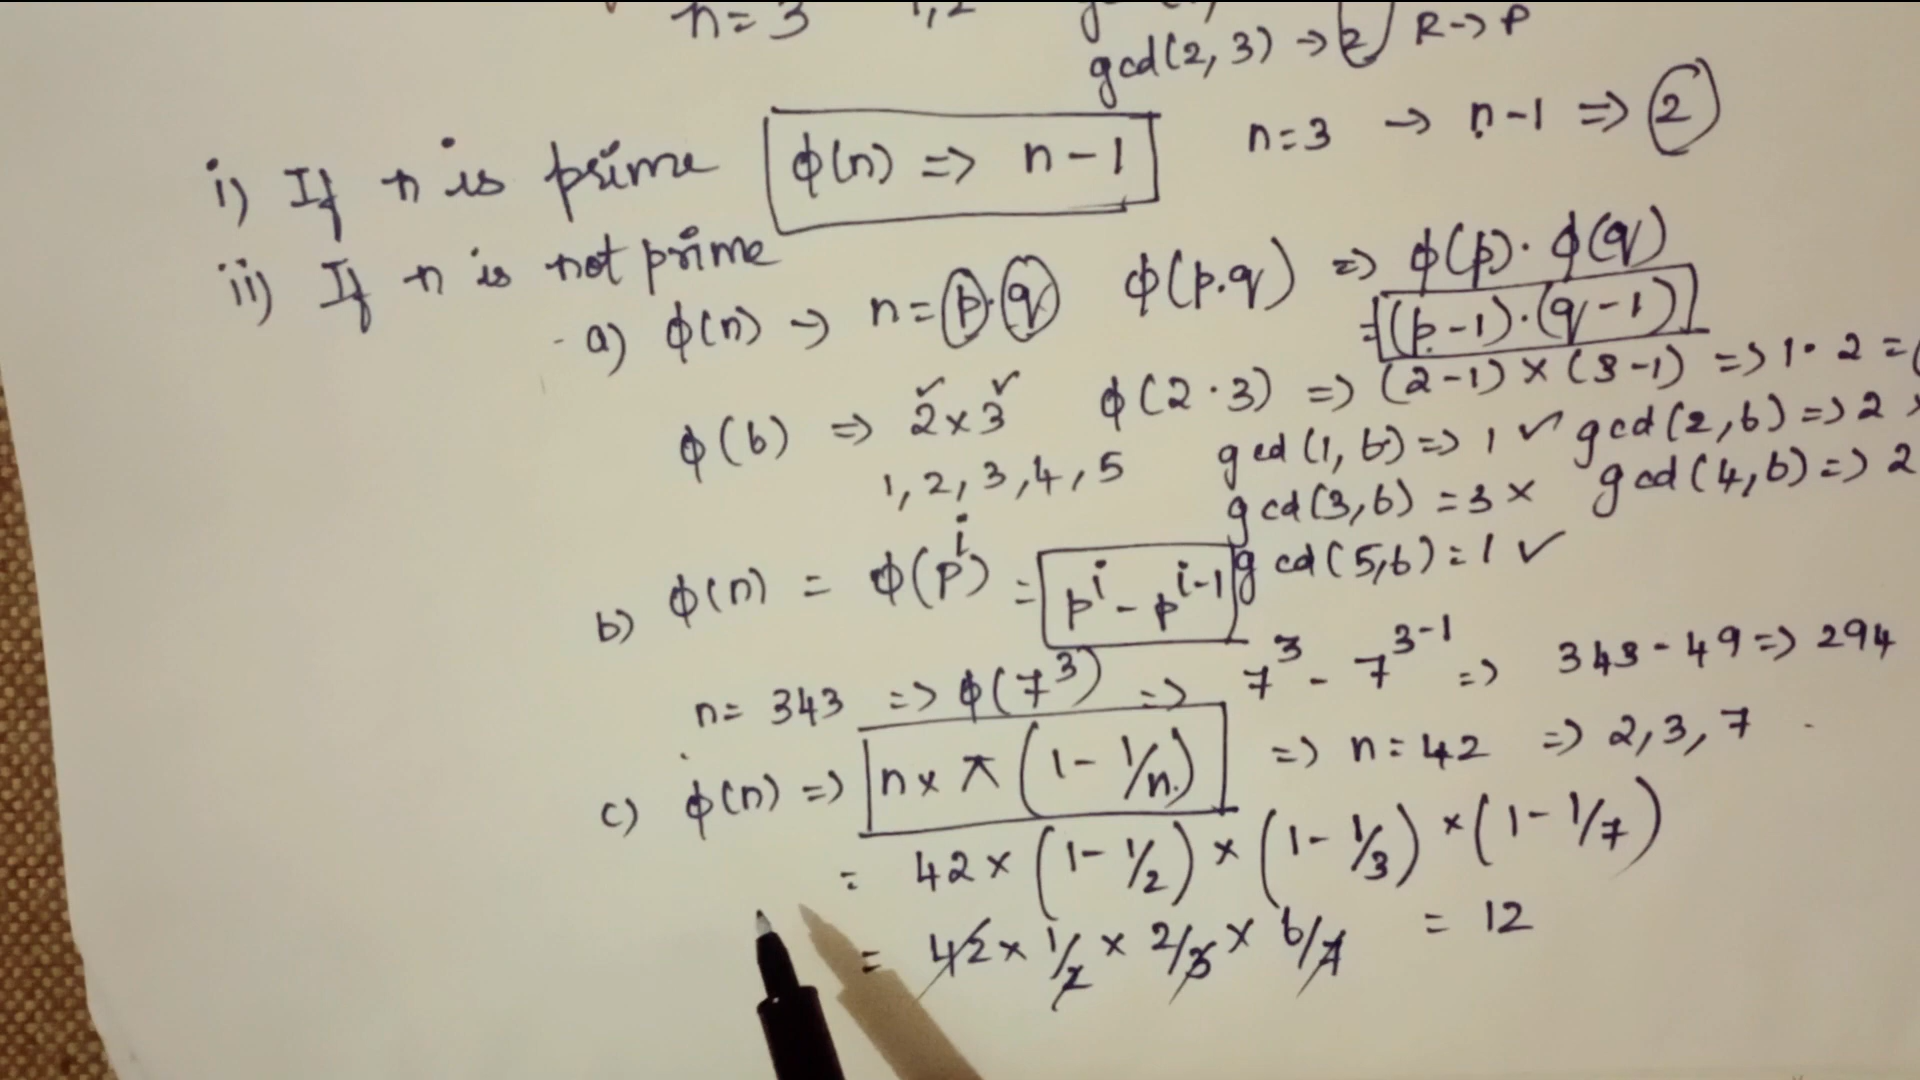 n = 3 1, 2
gcd(2, 3) → 2 R → P
i) If n is prime ϕ(n) => n - 1 n = 3 → n - 1 => 2
ii) If n is not prime
a) ϕ(n) → n = p . q ϕ(p.q) => ϕ(p) . ϕ(q)
= (p - 1) . (q - 1)
ϕ(6) => 2 x 3 ϕ(2 . 3) => (2 - 1) x (3 - 1) => 1 . 2 =
1, 2, 3, 4, 5 gcd(1, 6) => 1 ✓ gcd(2, 6) => 2 x
gcd(3, 6) = 3 x gcd(4, 6) => 2
gcd(5, 6) = 1 ✓
b) ϕ(n) = ϕ(p^i) = p^i - p^{i-1}
n = 343 => ϕ(7^3) => 7^3 - 7^{3-1} => 343 - 49 => 294
c) ϕ(n) => n x π (1 - 1/n) => n = 42 => 2, 3, 7
= 42 x (1 - 1/2) x (1 - 1/3) x (1 - 1/7)
= 42 x 1/2 x 2/3 x 6/7 = 12